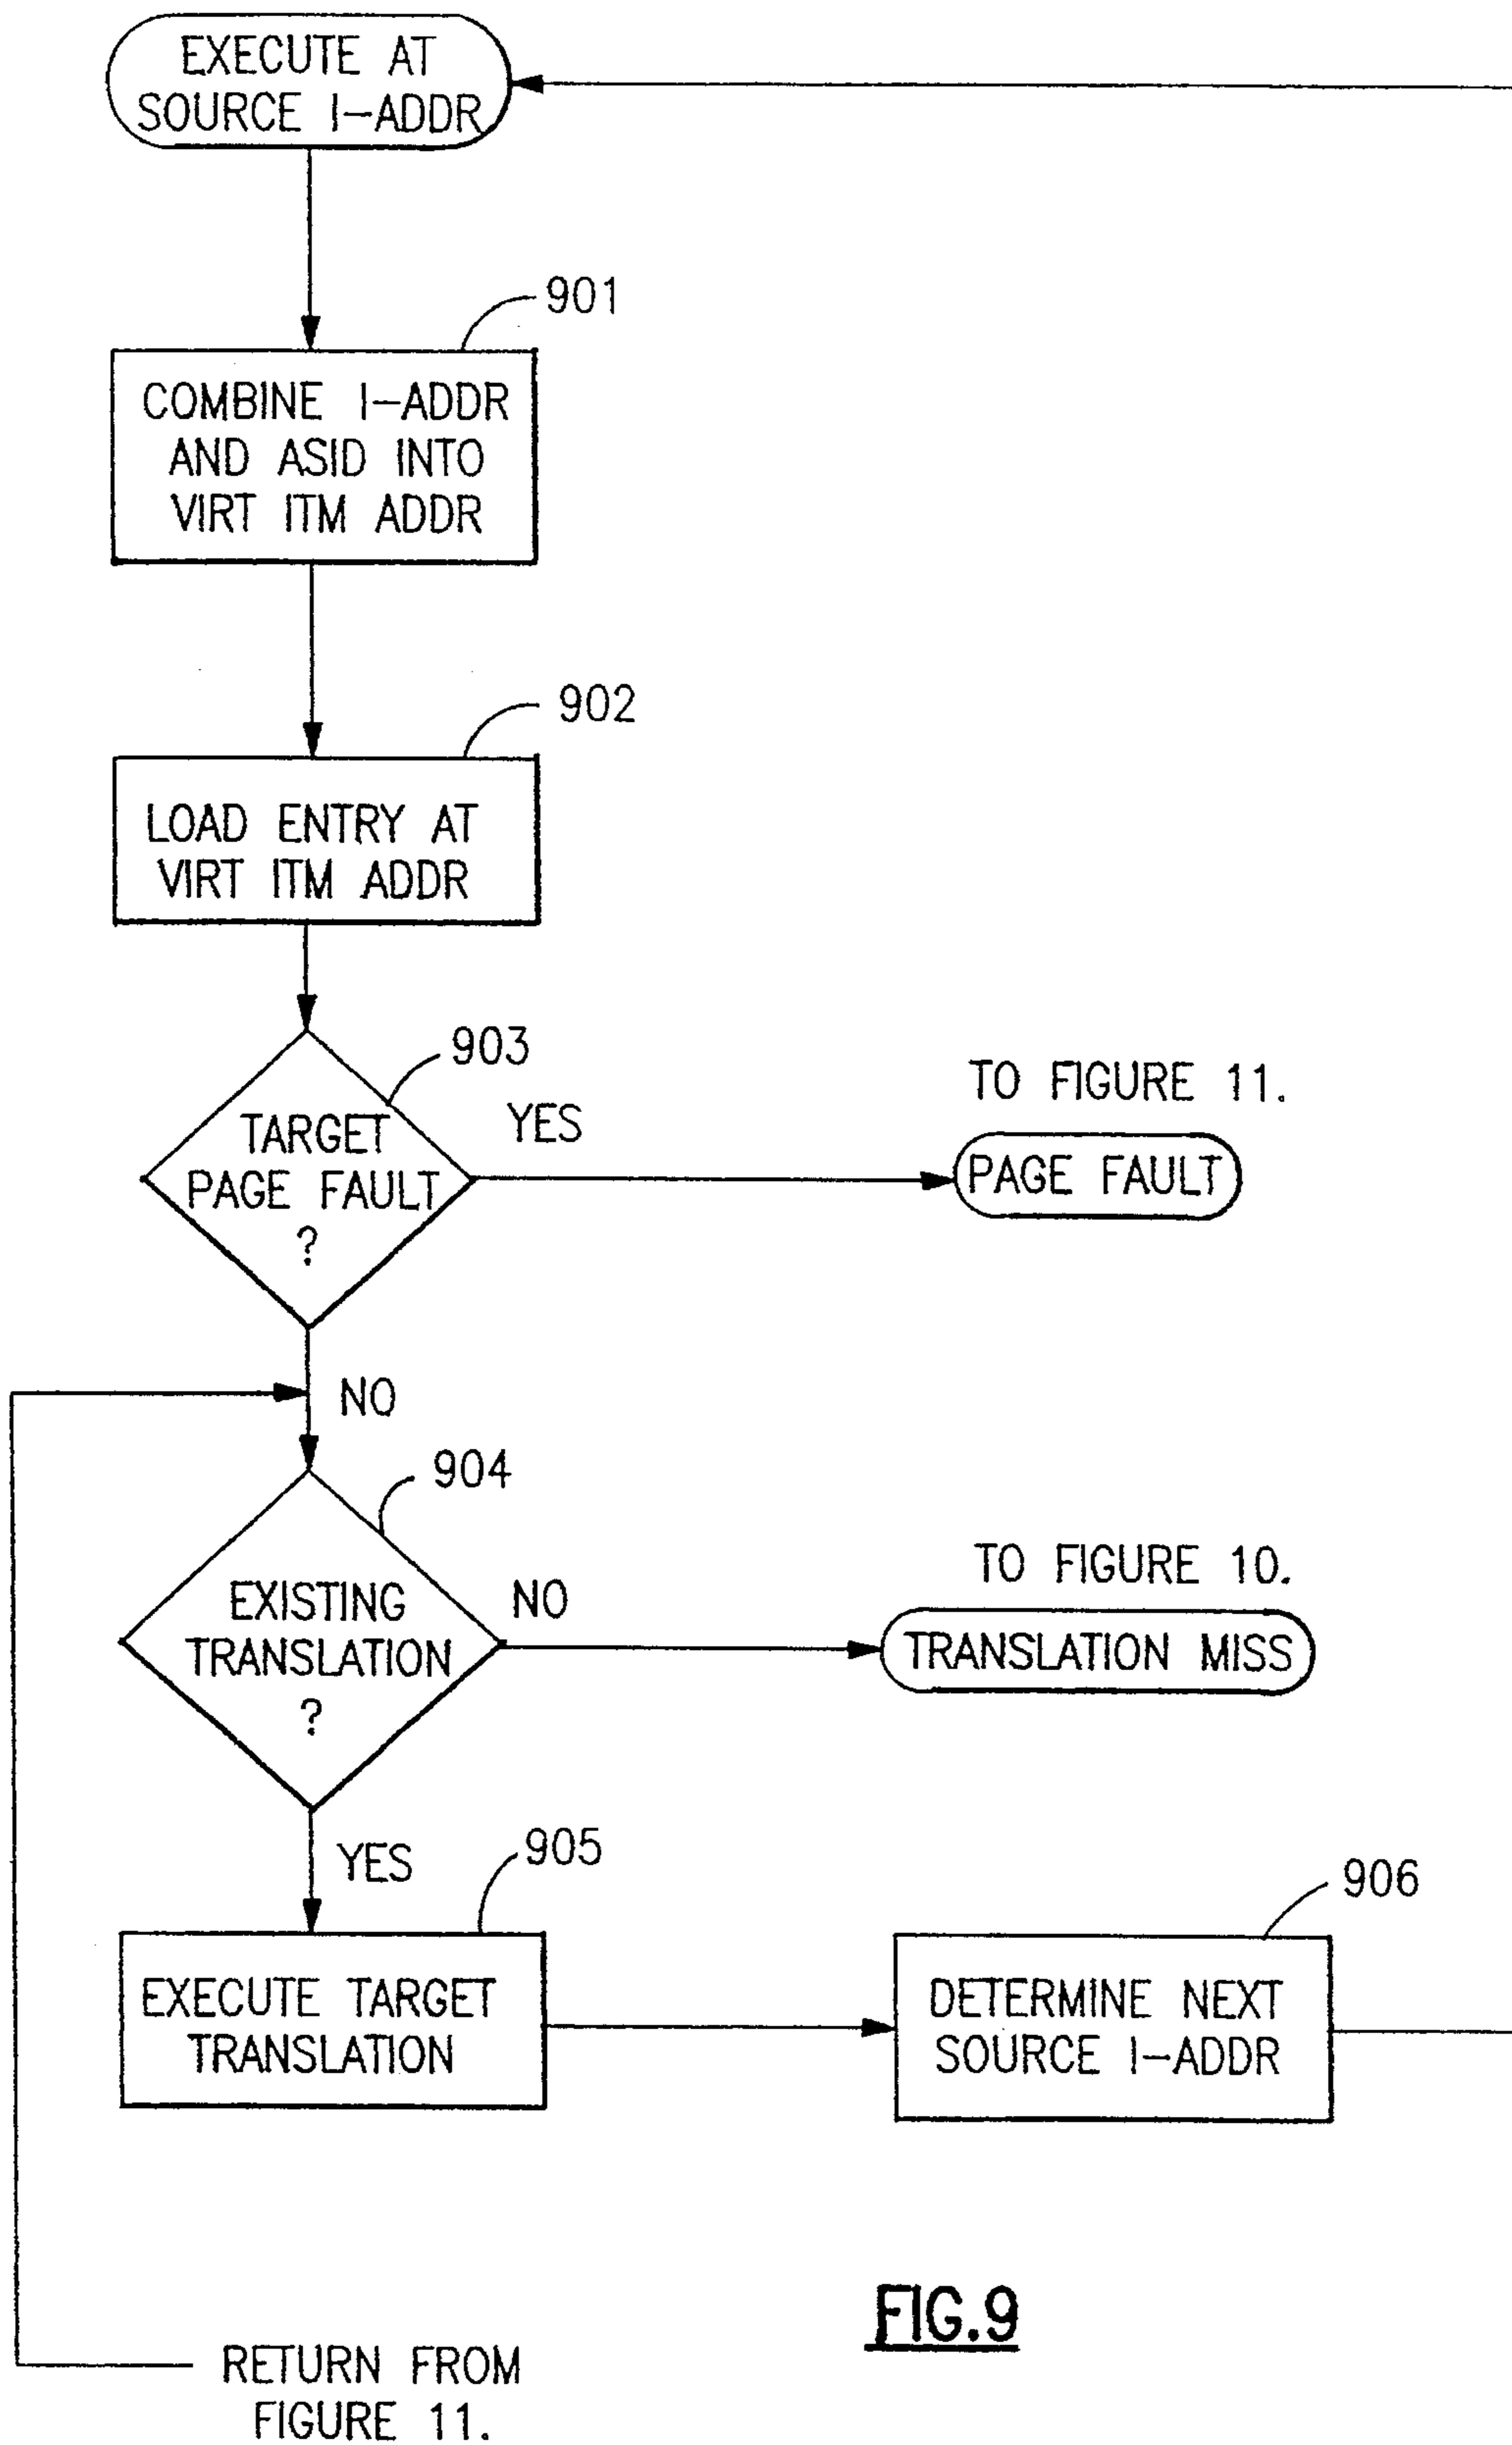 EXECUTE AT
SOURCE I-ADDR
901
COMBINE I-ADDR
AND ASID INTO
VIRT ITM ADDR
902
LOAD ENTRY AT
VIRT ITM ADDR
903
TARGET
PAGE FAULT
?
YES
TO FIGURE 11.
PAGE FAULT
NO
904
EXISTING
TRANSLATION
?
NO
TO FIGURE 10.
TRANSLATION MISS
YES
905
EXECUTE TARGET
TRANSLATION
906
DETERMINE NEXT
SOURCE I-ADDR
RETURN FROM
FIGURE 11.
FIG.9